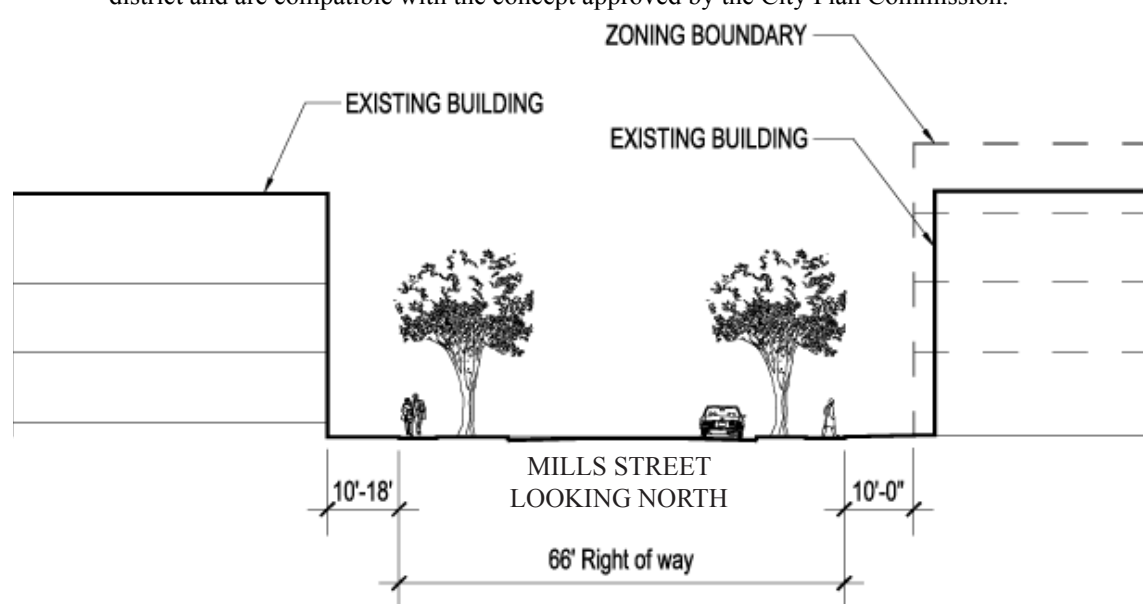 district and are compatible with the concept approved by the City Plan Commission.
ZONING BOUNDARY
EXISTING BUILDING
EXISTING BUILDING
MILLS STREET
LOOKING NORTH
10'-18'
10'-0"
66' Right of way